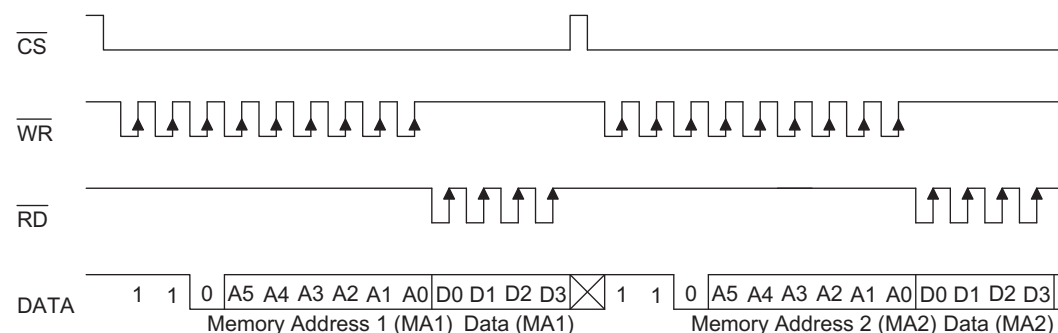 CS
WR
RD
DATA 1 1 0 A5 A4 A3 A2 A1 A0 D0 D1 D2 D3 1 1 0 A5 A4 A3 A2 A1 A0 D0 D1 D2 D3
Memory Address 1 (MA1) Data (MA1) Memory Address 2 (MA2) Data (MA2)